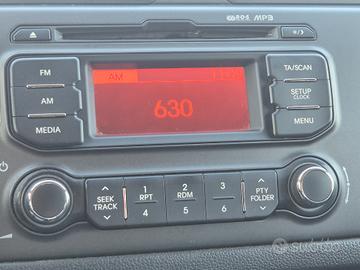 MP3
FM
AM
MEDIA
AM
630
TA/SCAN
SETUP
CLOCK
MENU
SEEK
TRACK
1
RPT
4
2
RDM
5
3
6
PTY
FOLDER
Subito